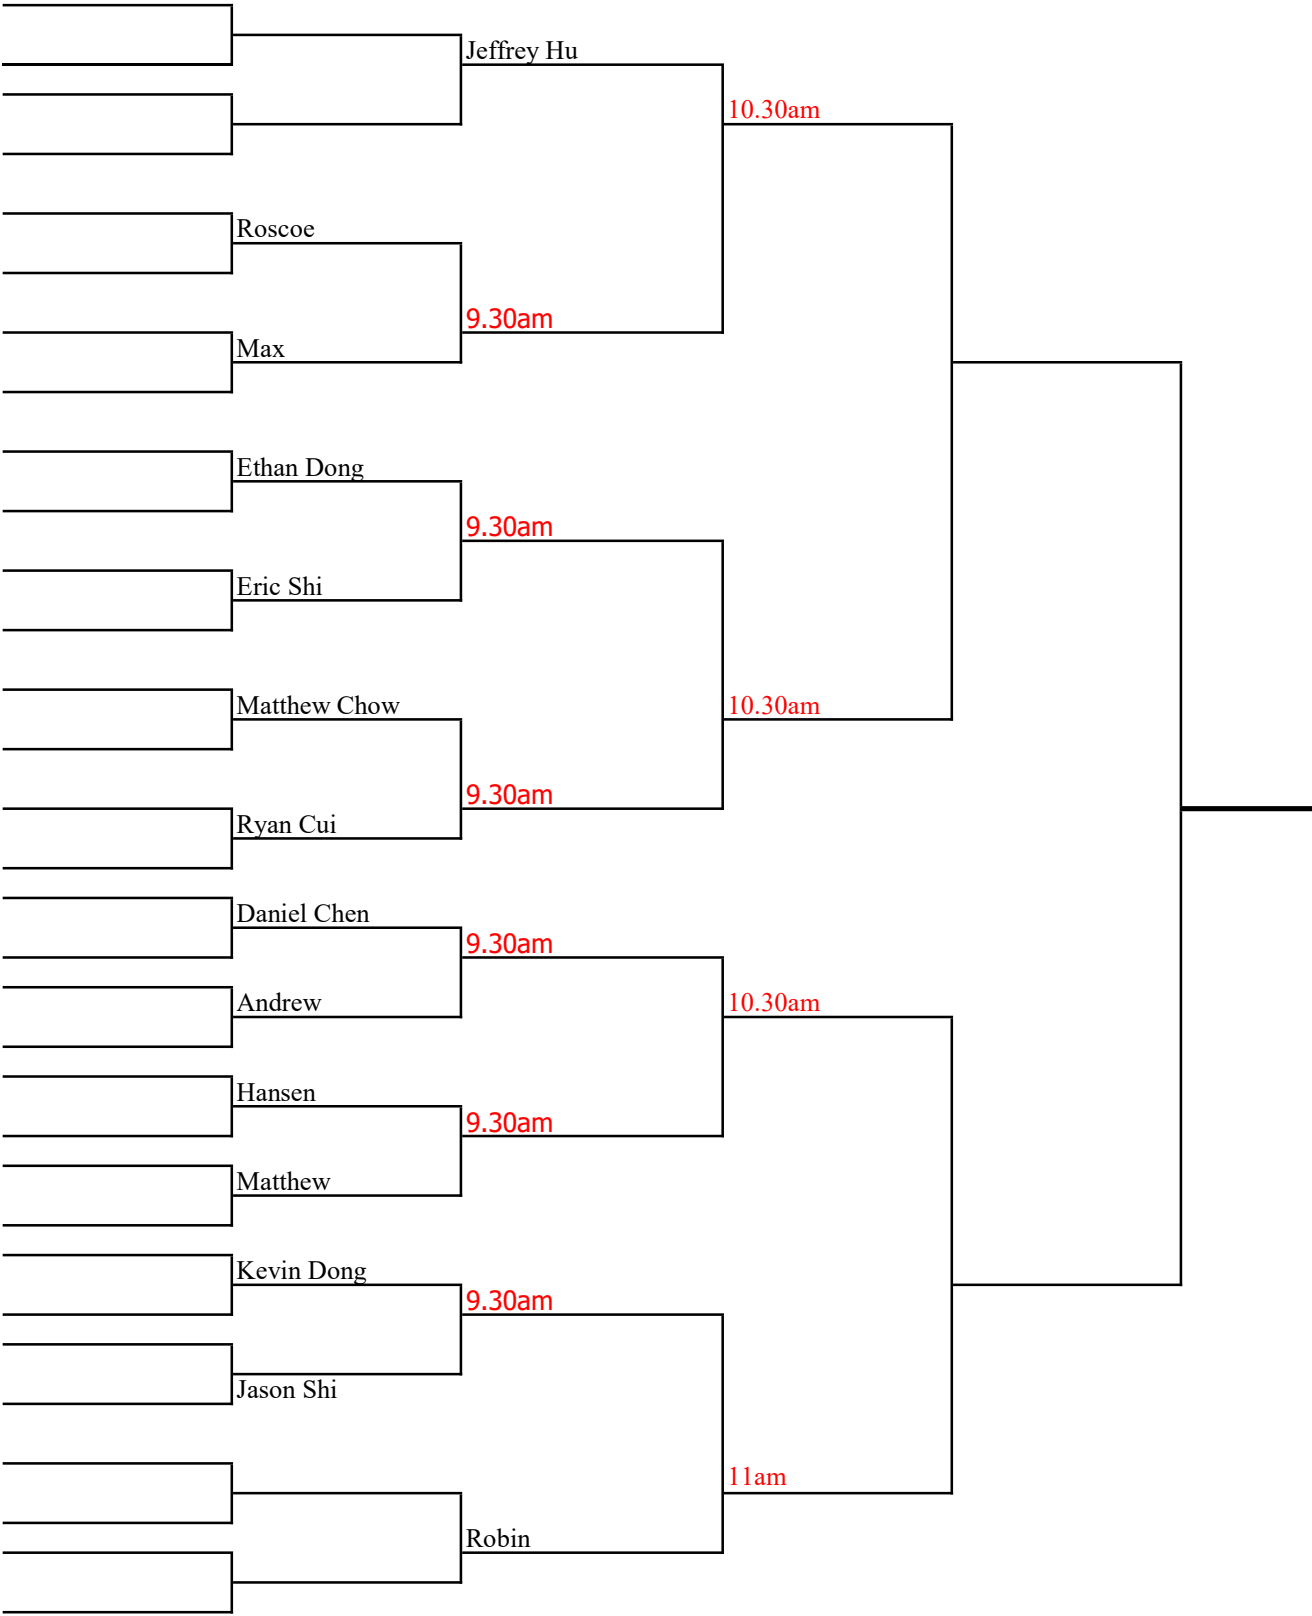 Jeffrey Hu
10.30am
Roscoe
9.30am
Max
Ethan Dong
9.30am
Eric Shi
Matthew Chow
10.30am
9.30am
Ryan Cui
Daniel Chen
9.30am
Andrew
10.30am
Hansen
9.30am
Matthew
Kevin Dong
9.30am
Jason Shi
11am
Robin